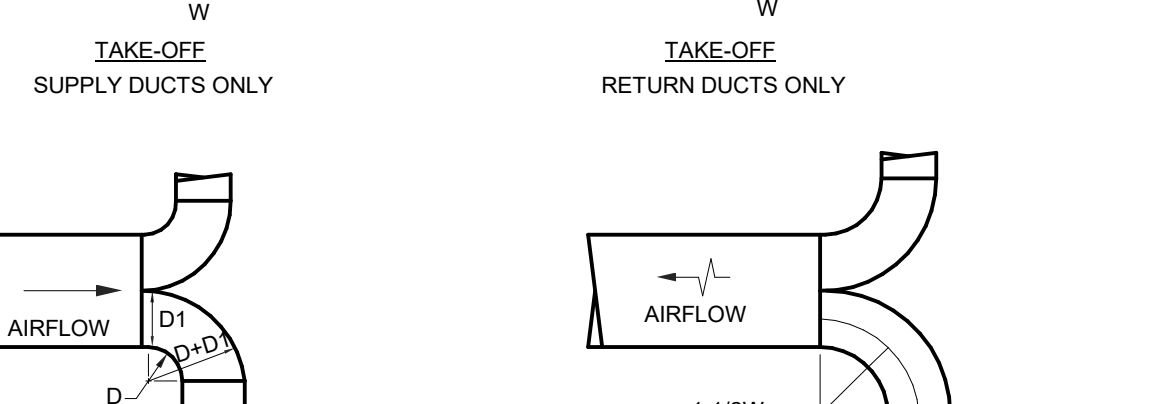 W
TAKE-OFF
SUPPLY DUCTS ONLY
W
TAKE-OFF
RETURN DUCTS ONLY
AIRFLOW
D1
D+D1
D
AIRFLOW